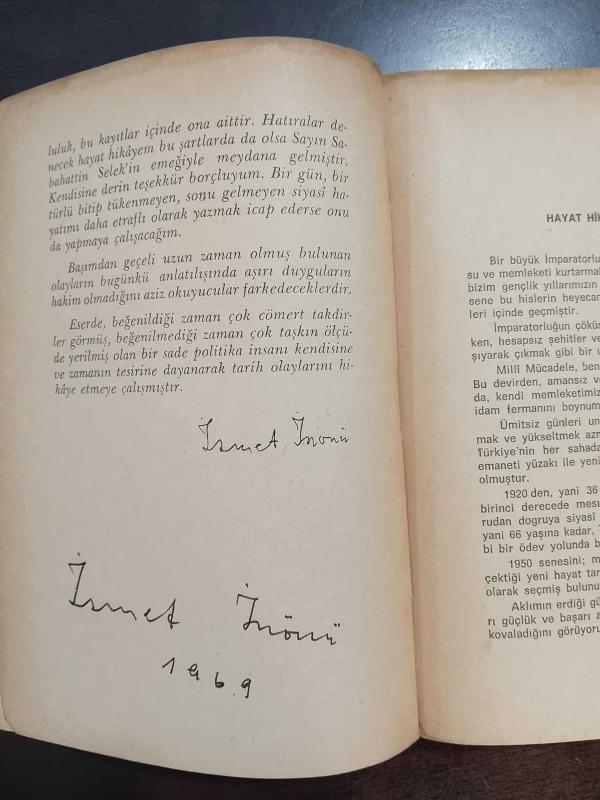 luluk, bu kayıtlar içinde ona aittir. Hatıralar de-
necek hayat hikâyem bu şartlarda da olsa Sayın Sa-
bahattin Selek'in emeğiyle meydana gelmiştir.
Kendisine derin teşekkür borçluyum. Bir gün, bir
türlü bitip tükenmeyen, sonu gelmeyen siyasî ha-
yatımı daha etraflı olarak yazmak icap ederse onu
da yapmaya çalışacağım.
Başımdan geçeli uzun zaman olmuş bulunan
olayların bugünkü anlatılışında aşırı duyguların
hakim olmadığını aziz okuyucular farkedeceklerdir.
Eserde, beğenildiği zaman çok cömert takdir-
ler görmüş, beğenilmediği zaman çok taşkın ölçü-
de yerilmiş olan bir sade politika insanı kendisine
ve zamanın tesirine dayanarak tarih olaylarını hi-
kâye etmeye çalışmıştır.
İsmet İnönü
İsmet İnönü
1969
HAYAT HİK
Bir büyük İmparatorlu
su ve memleketi kurtarmak
bizim gençlik yıllarımızın
sene bu hislerin heyecan
leri içinde geçmiştir.
İmparatorluğun çöküş
ken, hesapsız şehitler ve
şıyarak çıkmak gibi bir u
Millî Mücadele, ben
Bu devirden, amansız ve
da, kendi memleketimiz
idam fermanını boynum
Ümitsiz günleri un
mak ve yükseltmek azm
Türkiye'nin her sahada
emaneti yüzakı ile yeni
olmuştur.
1920 den, yani 36
birinci derecede mesu
rudan dogruya siyasî
yani 66 yaşına kadar,
bi bir ödev yolunda b
1950 senesini; m
çektiği yeni hayat tar
olarak seçmiş bulunu
Aklımın erdiği gü
rı güçlük ve başarı a
kovaladığını görüyoru